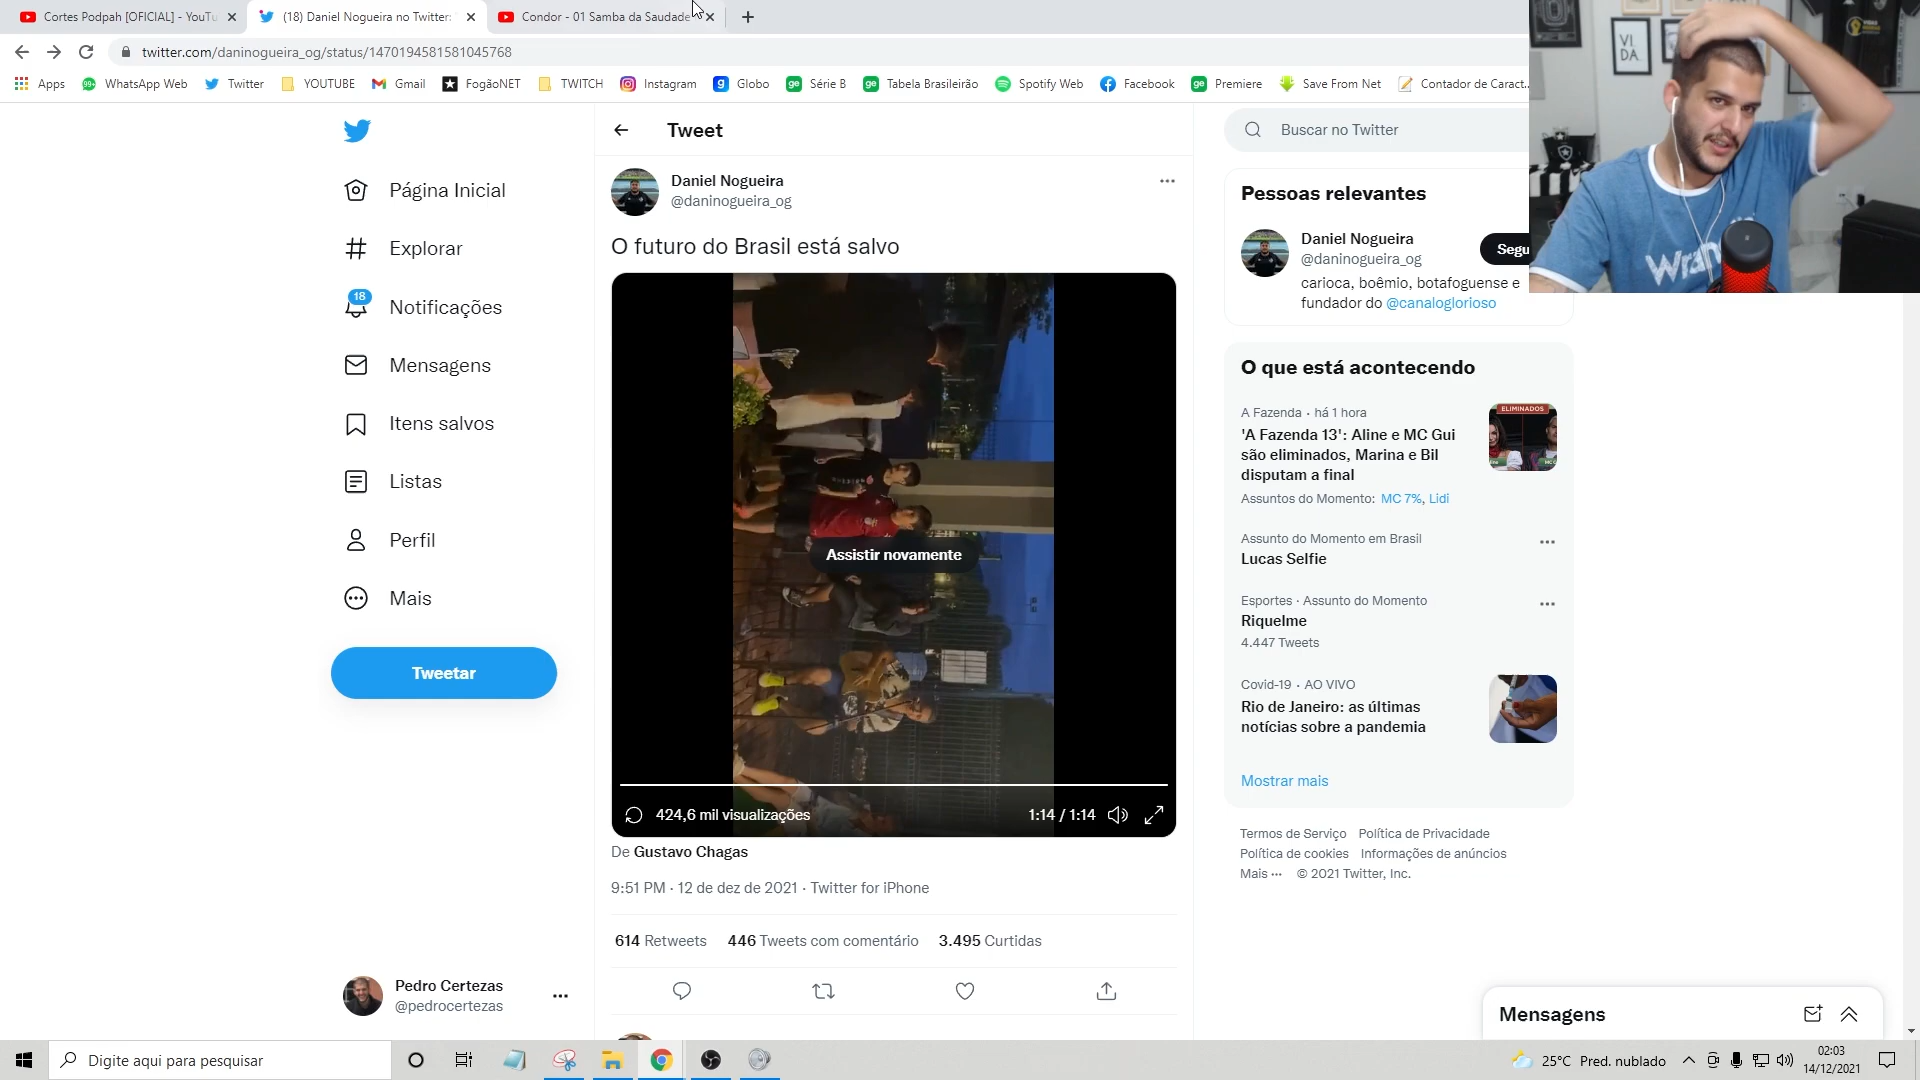 Cortes Podpah [OFICIAL] - YouTu
(18) Daniel Nogueira no Twitter:
Condor - 01 Samba da Saudade
twitter.com/daninogueira_og/status/1470194581581045768
Apps
WhatsApp Web
Twitter
YOUTUBE
Gmail
FogãoNET
TWITCH
Instagram
Globo
Série B
Tabela Brasileirão
Spotify Web
Facebook
Premiere
Save From Net
Contador de Caract...
Página Inicial
Explorar
18
Notificações
Mensagens
Itens salvos
Listas
Perfil
Mais
Tweetar
Pedro Certezas
@pedrocertezas
Tweet
Daniel Nogueira
@daninogueira_og
O futuro do Brasil está salvo
Assistir novamente
424,6 mil visualizações
1:14 / 1:14
De Gustavo Chagas
9:51 PM · 12 de dez de 2021 · Twitter for iPhone
614 Retweets 446 Tweets com comentário 3.495 Curtidas
Buscar no Twitter
Pessoas relevantes
Daniel Nogueira
@daninogueira_og
Segu
carioca, boêmio, botafoguense e
fundador do @canaloglorioso
O que está acontecendo
A Fazenda · há 1 hora
'A Fazenda 13': Aline e MC Gui
são eliminados, Marina e Bil
disputam a final
Assuntos do Momento: MC 7%, Lidi
ELIMINADOS
Assunto do Momento em Brasil
Lucas Selfie
Esportes · Assunto do Momento
Riquelme
4.447 Tweets
Covid-19 · AO VIVO
Rio de Janeiro: as últimas
notícias sobre a pandemia
Mostrar mais
Termos de Serviço Política de Privacidade
Política de cookies Informações de anúncios
Mais ··· © 2021 Twitter, Inc.
Mensagens
VI
DA
Wran
Digite aqui para pesquisar
25°C Pred. nublado
02:03
14/12/2021